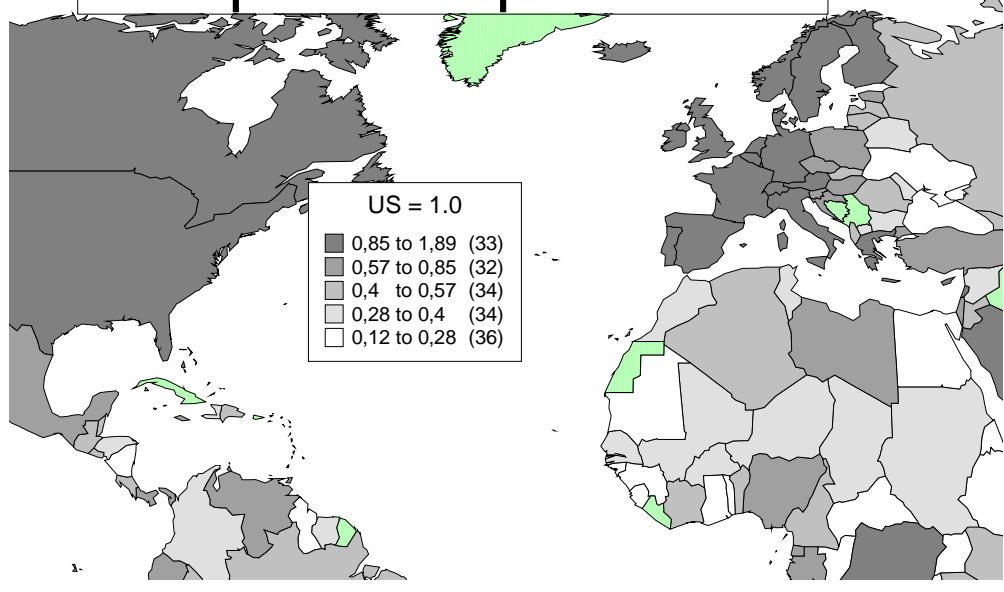 US = 1.0
0,85 to 1,89 (33)
0,57 to 0,85 (32)
0,4 to 0,57 (34)
0,28 to 0,4 (34)
0,12 to 0,28 (36)